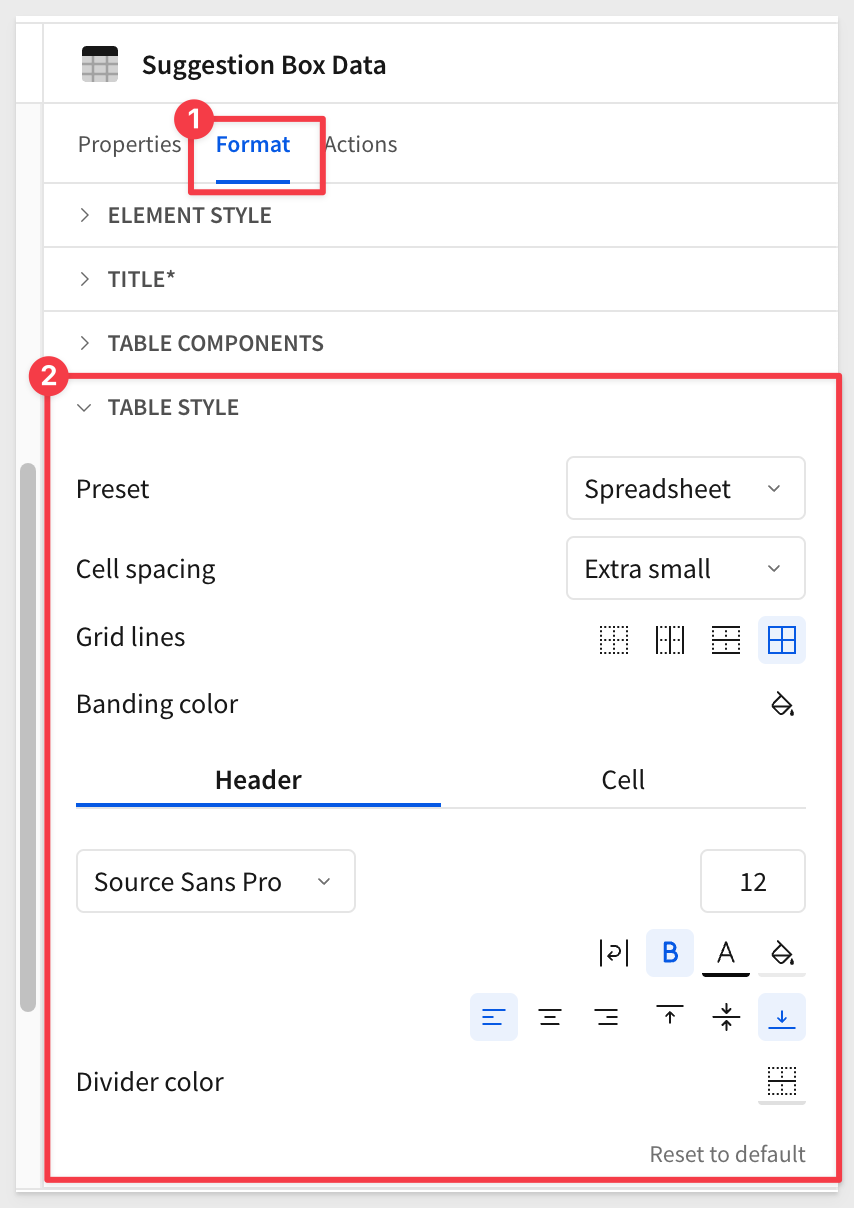 Suggestion Box Data
1
Properties Format Actions
ELEMENT STYLE
TITLE*
TABLE COMPONENTS
2
TABLE STYLE
Preset Spreadsheet
Cell spacing Extra small
Grid lines
Banding color
Header Cell
Source Sans Pro 12
B A
Divider color
Reset to default